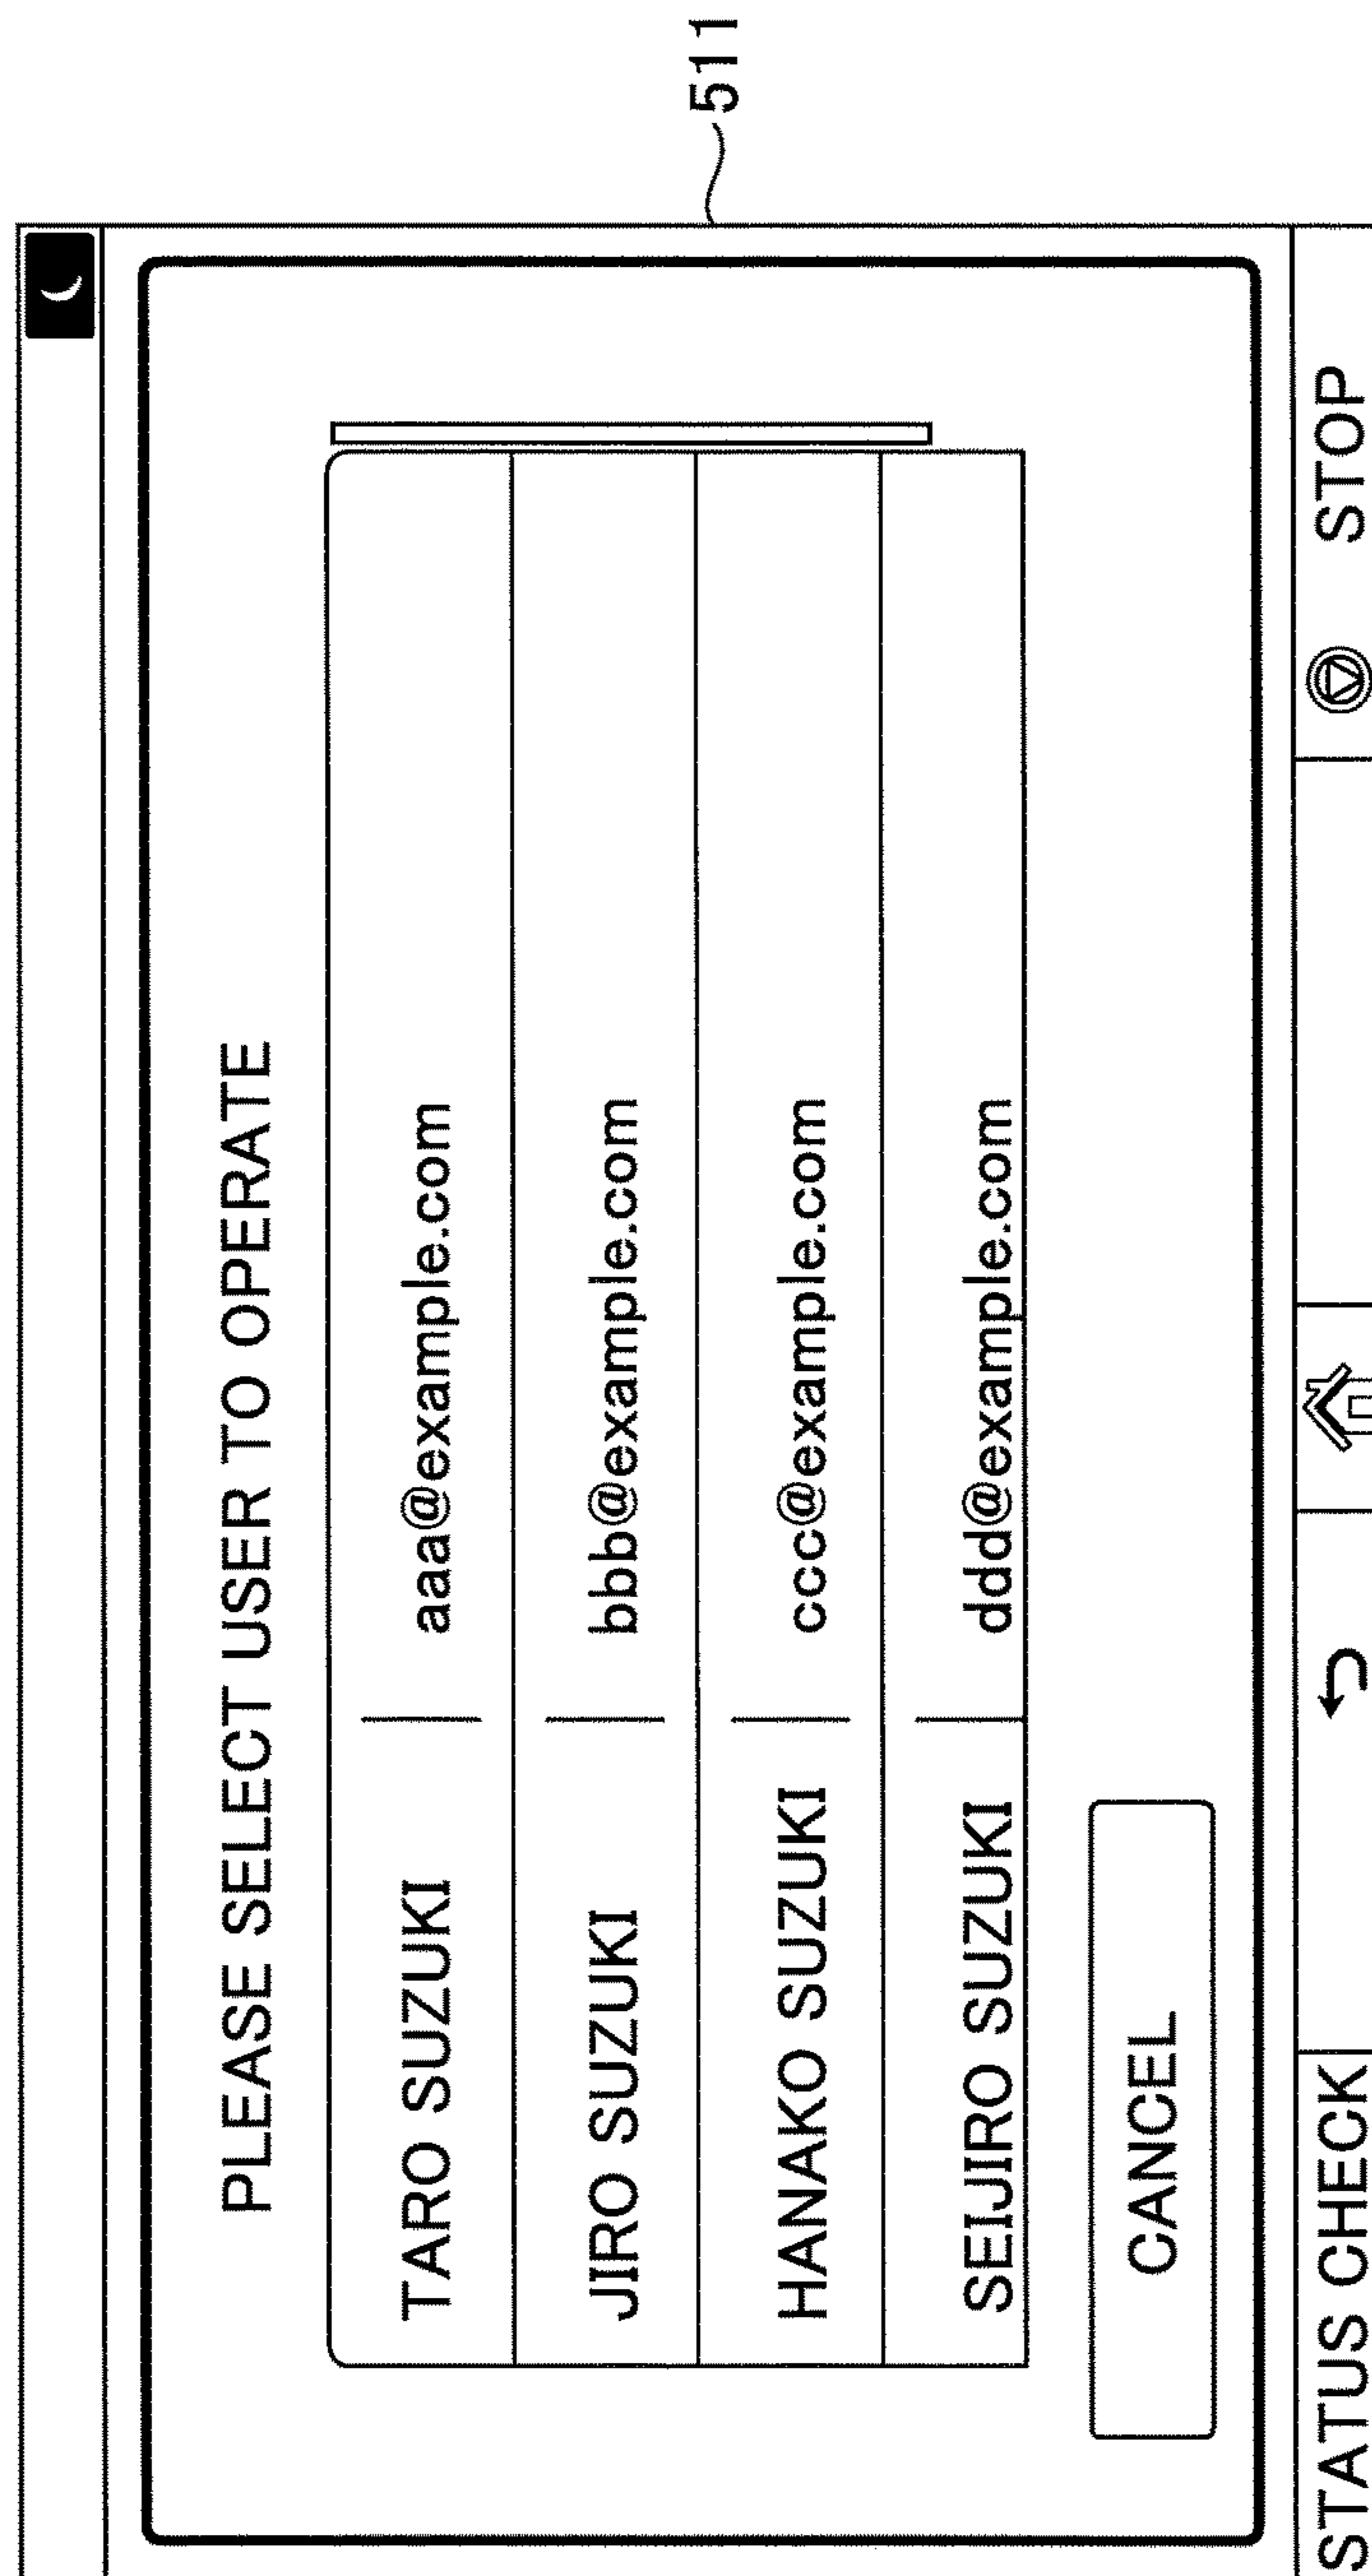 511
PLEASE SELECT USER TO OPERATE
TARO SUZUKI aaa@example.com
JIRO SUZUKI bbb@example.com
HANAKO SUZUKI ccc@example.com
SEIJIRO SUZUKI ddd@example.com
CANCEL
STATUS CHECK STOP